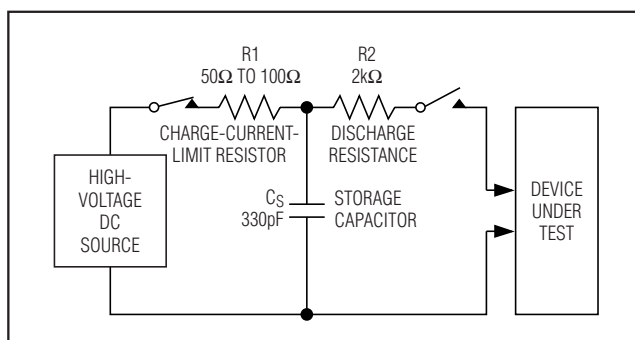 R1
50Ω TO 100Ω
CHARGE-CURRENT-
LIMIT RESISTOR
R2
2kΩ
DISCHARGE
RESISTANCE
HIGH-
VOLTAGE
DC
SOURCE
CS
330pF
STORAGE
CAPACITOR
DEVICE
UNDER
TEST